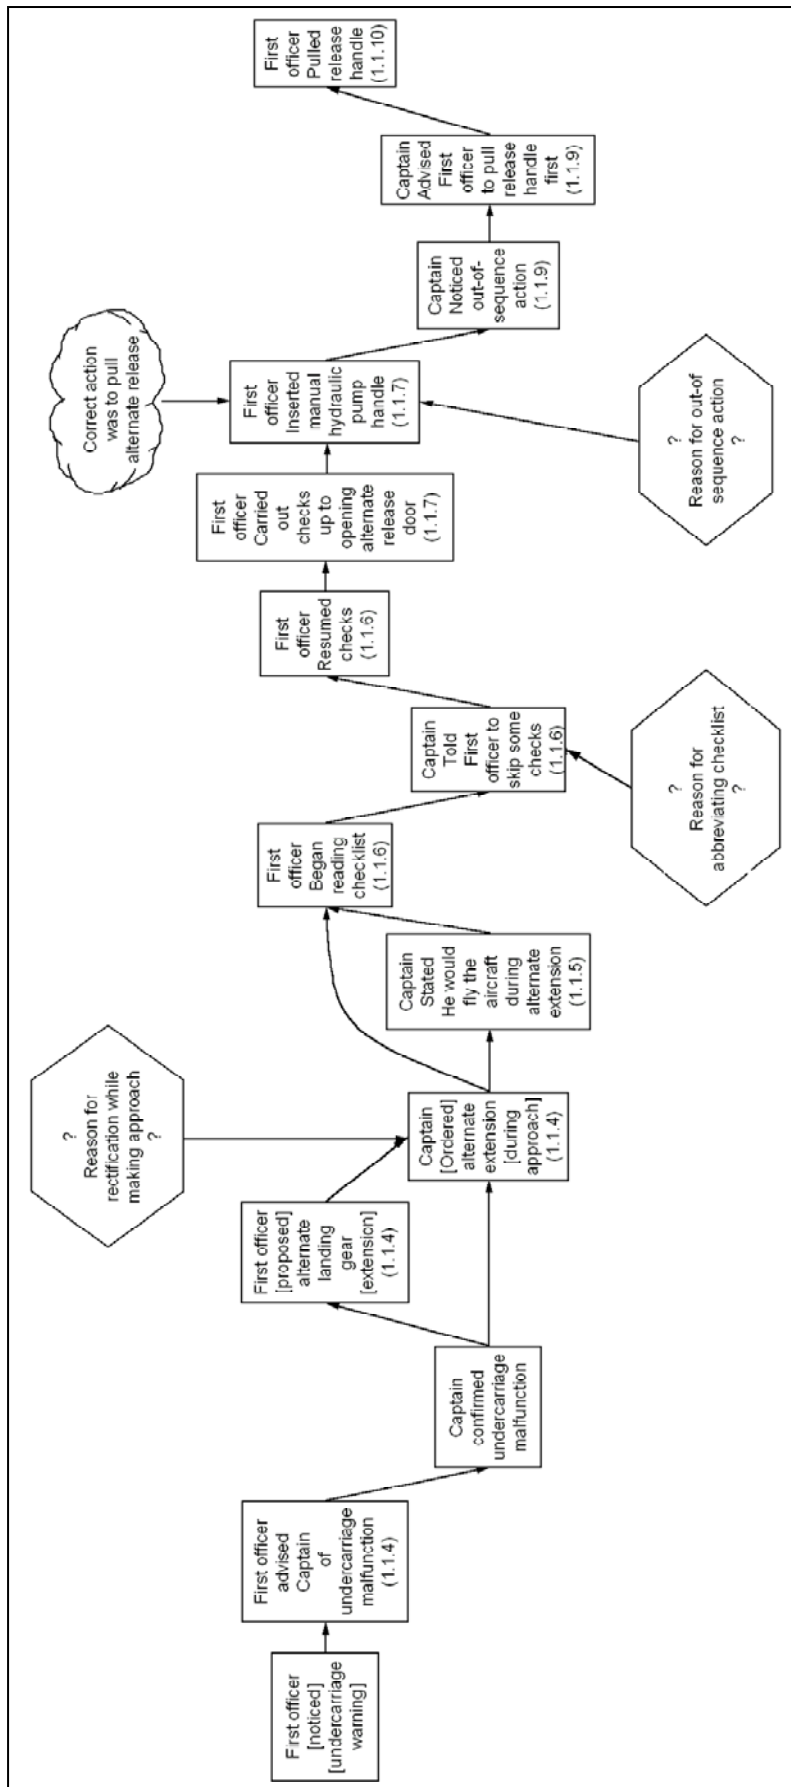 First officer
[noticed]
[undercarriage
warning]
First officer
advised
Captain
of
undercarriage
malfunction
(1.1.4)
Captain
confirmed
undercarriage
malfunction
First officer
[proposed]
alternate
landing
gear
[extension]
(1.1.4)
?
Reason for
rectification while
making approach
?
Captain
[Ordered]
alternate
extension
[during
approach]
(1.1.4)
Captain
Stated
He would
fly the
aircraft
during
alternate
extension
(1.1.5)
First
officer
Began
reading
checklist
(1.1.6)
Captain
Told
First
officer to
skip some
checks
(1.1.6)
?
Reason for
abbreviating checklist
?
First
officer
Resumed
checks
(1.1.6)
First
officer
Carried
out
checks
up to
opening
alternate
release
door
(1.1.7)
Correct action
was to pull
alternate release
First
officer
Inserted
manual
hydraulic
pump
handle
(1.1.7)
?
Reason for out-of
sequence action
?
Captain
Noticed
out-of-
sequence
action
(1.1.9)
Captain
Advised
First
officer
to pull
release
handle
first
(1.1.9)
First
officer
Pulled
release
handle
(1.1.10)